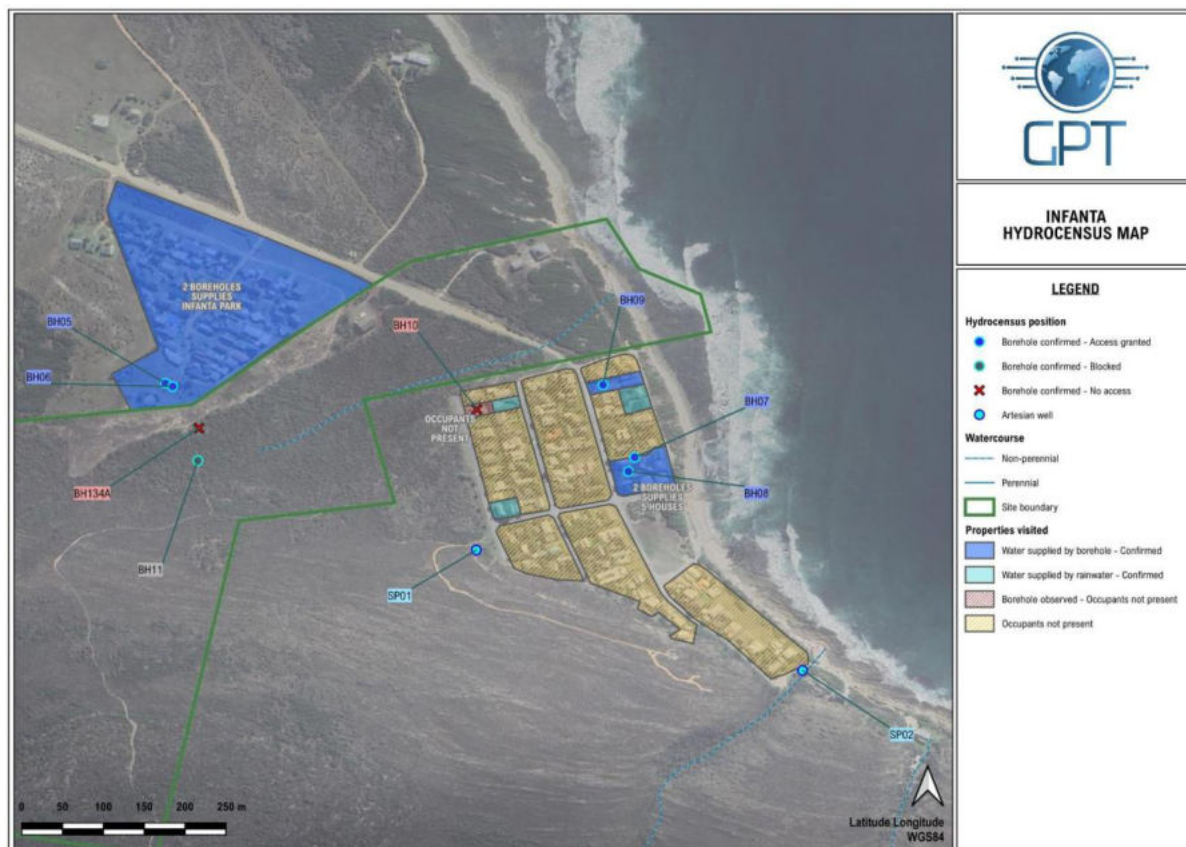 GPT
INFANTA
HYDROCENSUS MAP
LEGEND
Hydrocensus position
Borehole confirmed - Access granted
Borehole confirmed - Blocked
Borehole confirmed - No access
Artesian well
Watercourse
Non-perennial
Perennial
Site boundary
Properties visited
Water supplied by borehole - Confirmed
Water supplied by rainwater - Confirmed
Borehole observed - Occupants not present
Occupants not present
2 BOREHOLES
SUPPLIES
INFANTA PARK
BH05
BH06
BH09
BH10
OCCUPANTS
NOT
PRESENT
BH07
BH08
2 BOREHOLES
SUPPLIES
5 HOUSES
BH134A
BH11
SP01
SP02
0 50 100 150 200 250 m
Latitude Longitude
WGS84